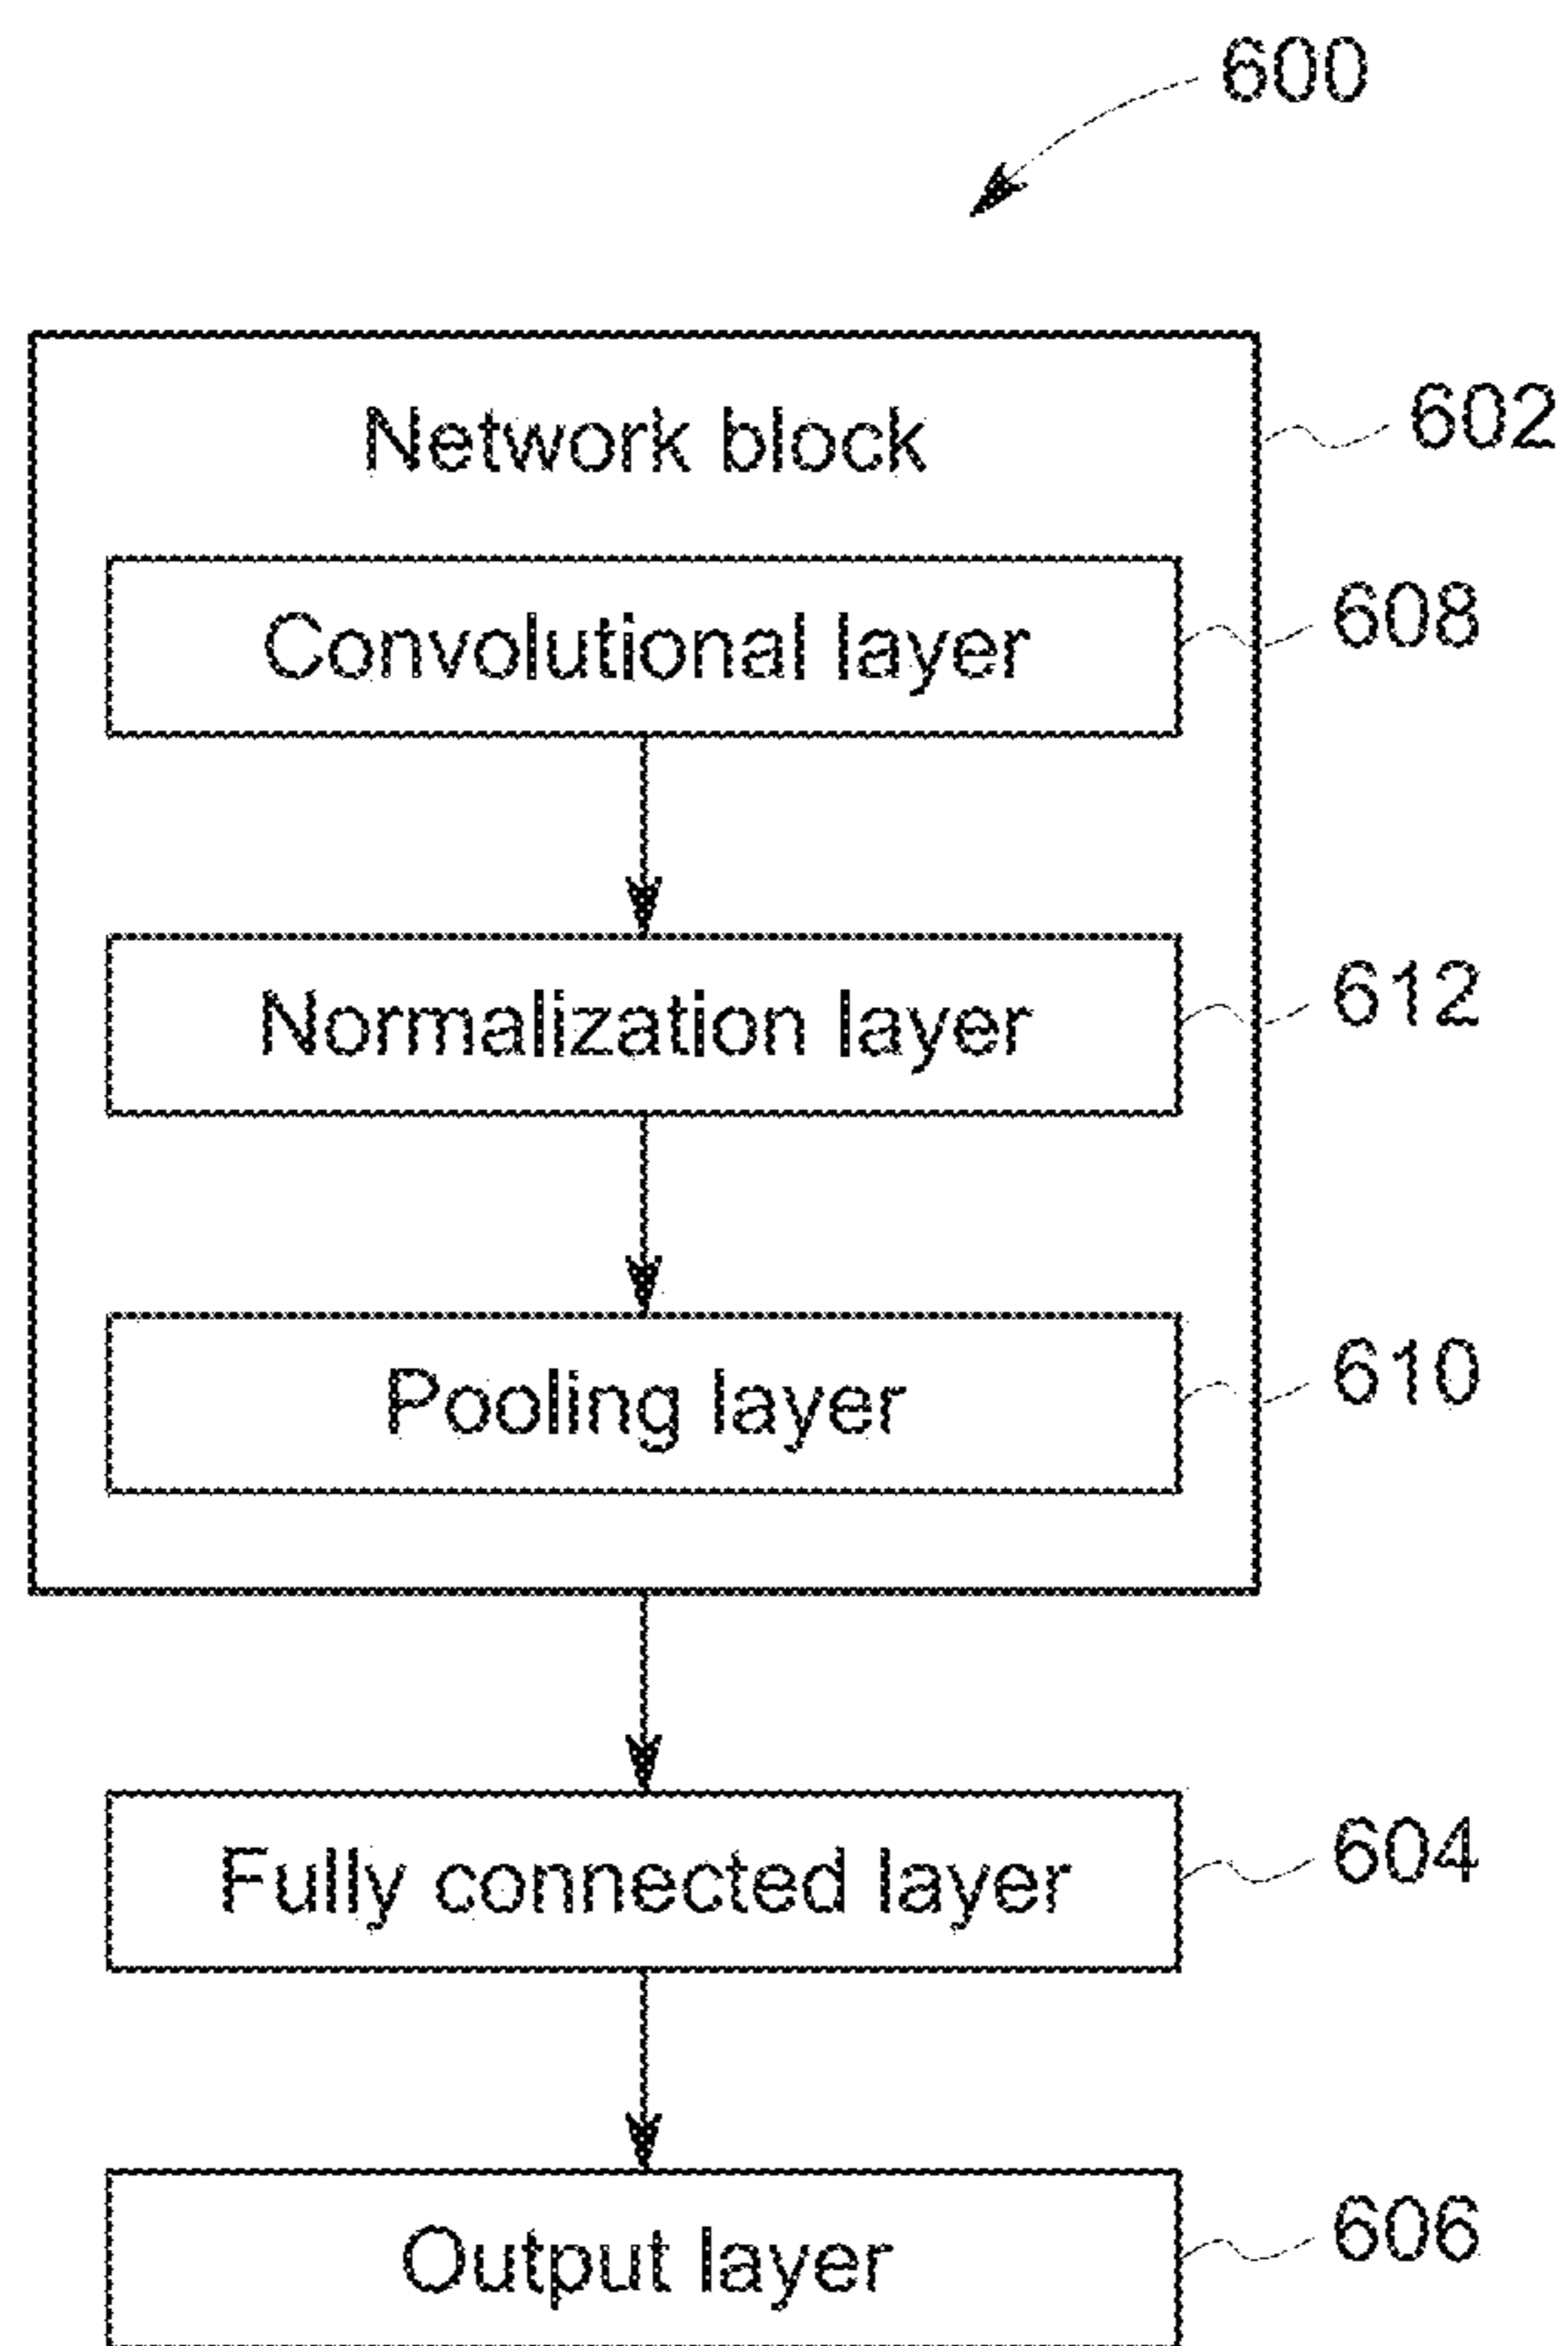 600
Network block
602
Convolutional layer
608
Normalization layer
612
Pooling layer
610
Fully connected layer
604
Output layer
606